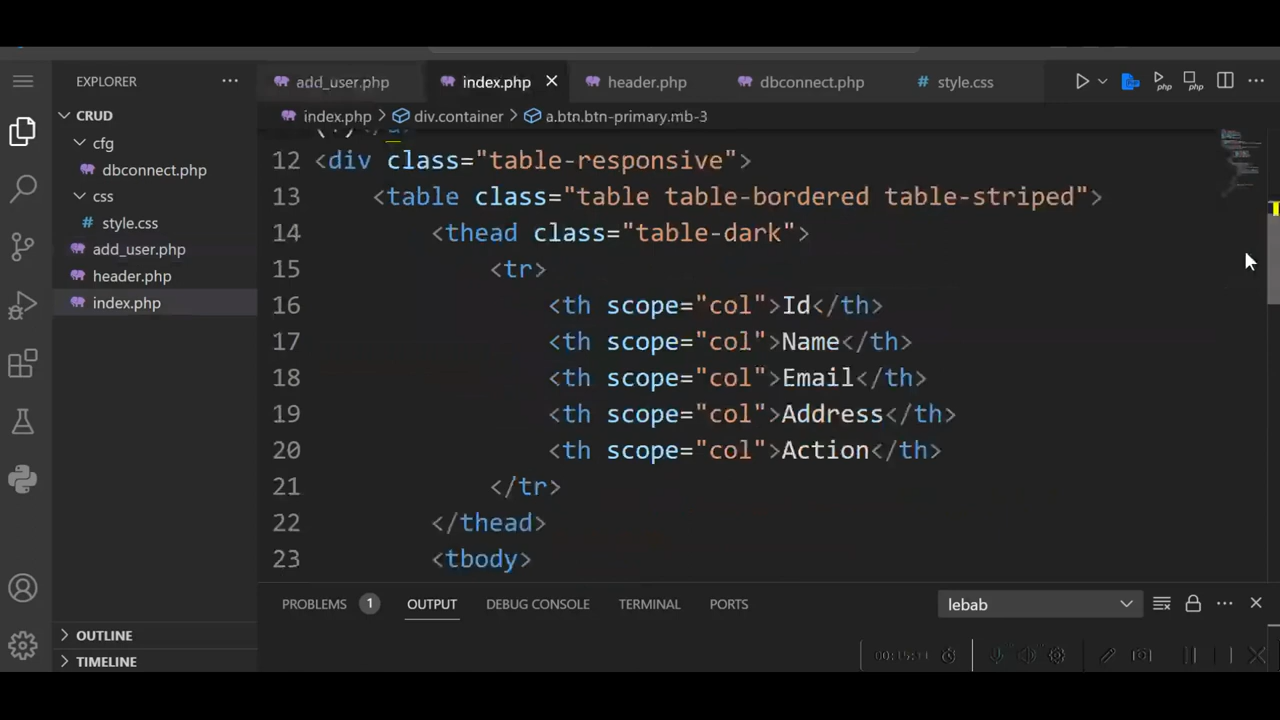 EXPLORER
add_user.php
index.php
header.php
dbconnect.php
# style.css
CRUD
index.php > div.container > a.btn.btn-primary.mb-3
cfg
dbconnect.php
css
# style.css
add_user.php
header.php
index.php
12 <div class="table-responsive">
13 <table class="table table-bordered table-striped">
14 <thead class="table-dark">
15 <tr>
16 <th scope="col">Id</th>
17 <th scope="col">Name</th>
18 <th scope="col">Email</th>
19 <th scope="col">Address</th>
20 <th scope="col">Action</th>
21 </tr>
22 </thead>
23 <tbody>
PROBLEMS 1
OUTPUT
DEBUG CONSOLE
TERMINAL
PORTS
lebab
OUTLINE
TIMELINE